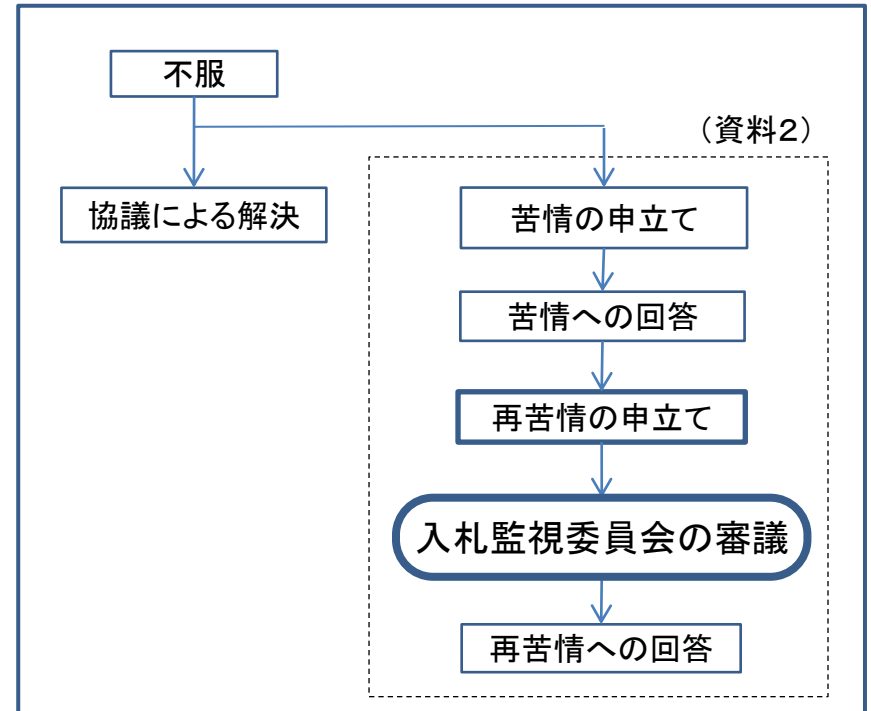 不服
(資料2)
協議による解決
苦情の申立て
苦情への回答
再苦情の申立て
入札監視委員会の審議
再苦情への回答